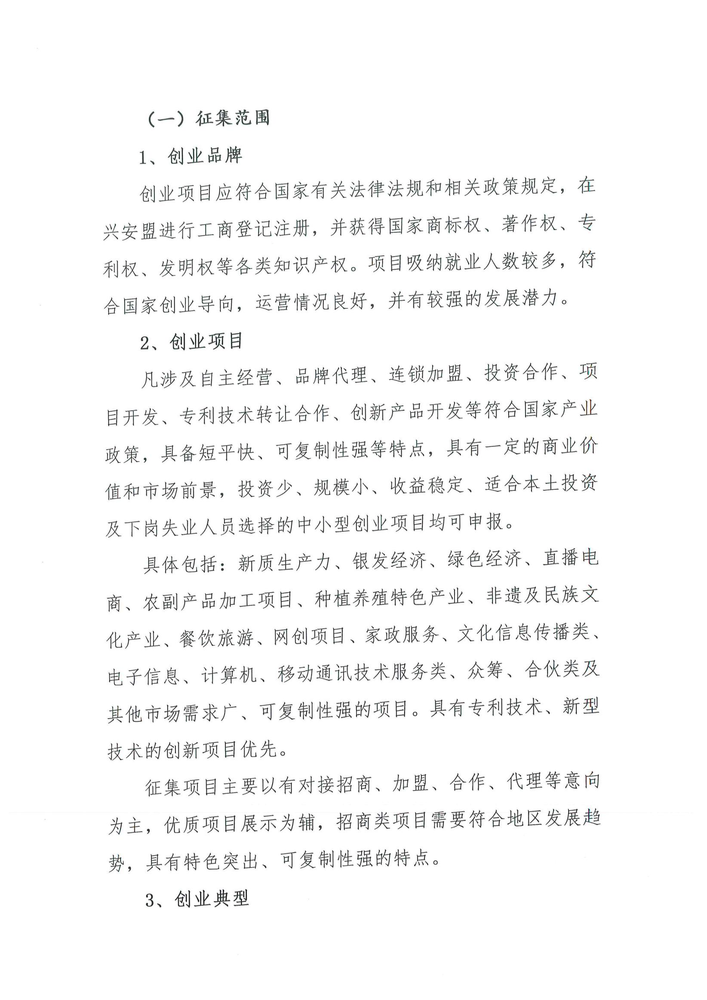 （一）征集范围
1、创业品牌
创业项目应符合国家有关法律法规和相关政策规定，在
兴安盟进行工商登记注册，并获得国家商标权、著作权、专
利权、发明权等各类知识产权。项目吸纳就业人数较多，符
合国家创业导向，运营情况良好，并有较强的发展潜力。
2、创业项目
凡涉及自主经营、品牌代理、连锁加盟、投资合作、项
目开发、专利技术转让合作、创新产品开发等符合国家产业
政策，具备短平快、可复制性强等特点，具有一定的商业价
值和市场前景，投资少、规模小、收益稳定、适合本土投资
及下岗失业人员选择的中小型创业项目均可申报。
具体包括：新质生产力、银发经济、绿色经济、直播电
商、农副产品加工项目、种植养殖特色产业、非遗及民族文
化产业、餐饮旅游、网创项目、家政服务、文化信息传播类、
电子信息、计算机、移动通讯技术服务类、众筹、合伙类及
其他市场需求广、可复制性强的项目。具有专利技术、新型
技术的创新项目优先。
征集项目主要以有对接招商、加盟、合作、代理等意向
为主，优质项目展示为辅，招商类项目需要符合地区发展趋
势，具有特色突出、可复制性强的特点。
3、创业典型